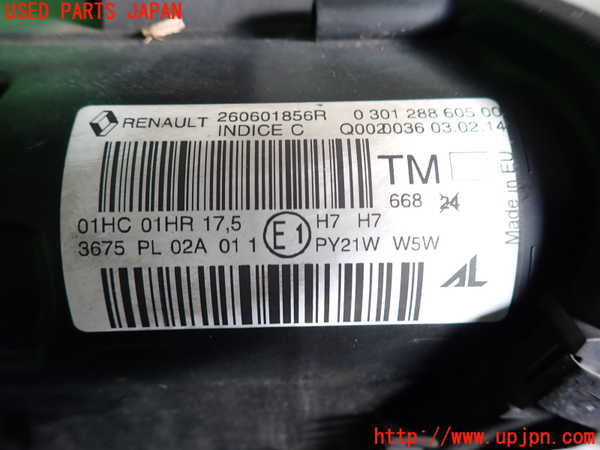 USED PARTS JAPAN
RENAULT 260601856R 0 301 288 605 00
INDICE C Q0020036 03.02.14
TM
668 24
Made in EU
01HC 01HR 17,5 E1 H7 H7
3675 PL 02A 01 1 PY21W W5W
AL
http://www.upjpn.com/